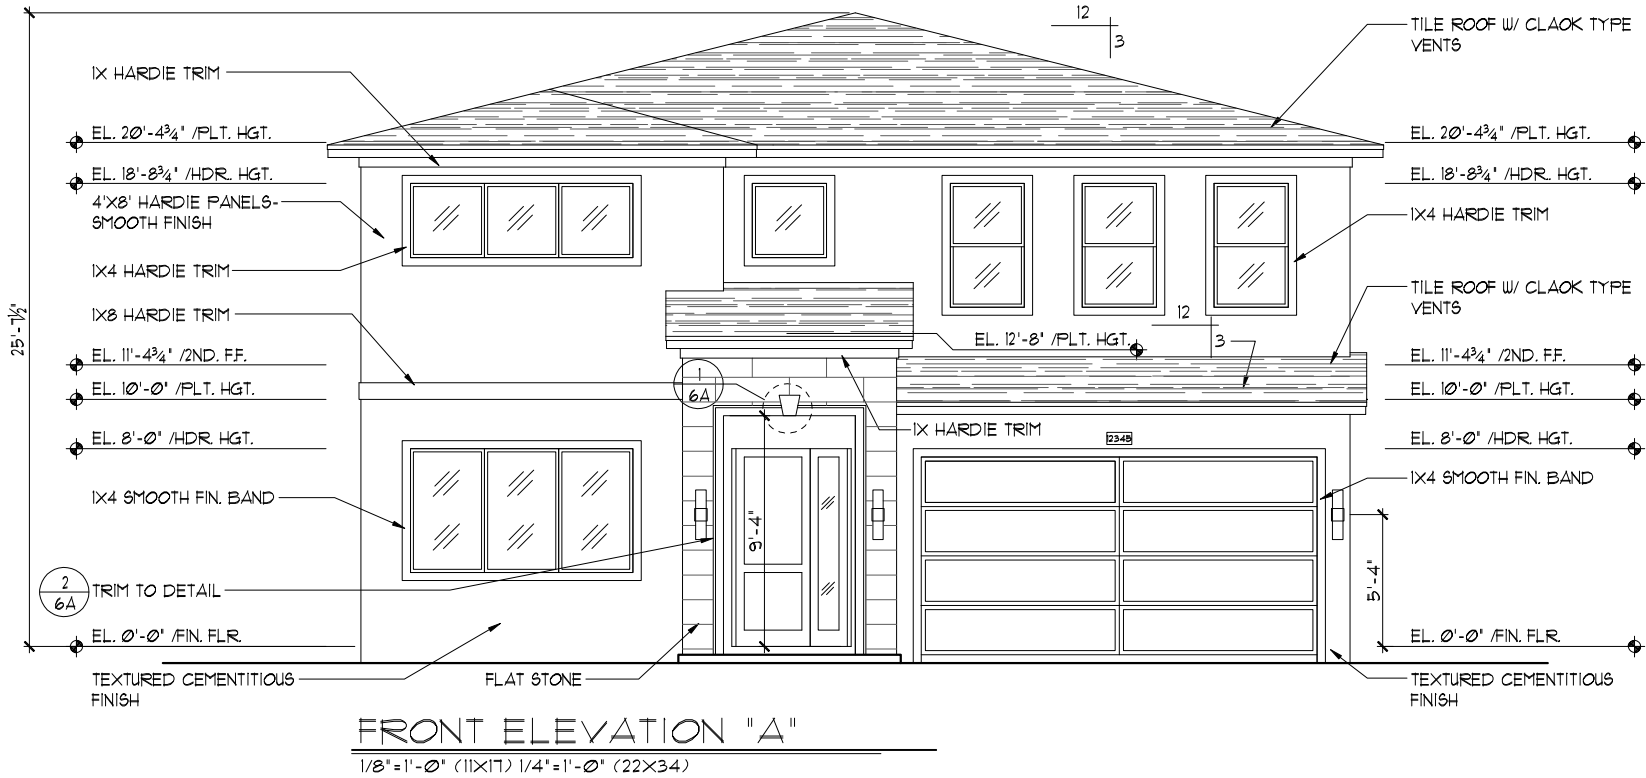 12
3
TILE ROOF W/ CLAOK TYPE
VENTS
1X HARDIE TRIM
EL. 20'-4¾" /PLT. HGT.
EL. 20'-4¾" /PLT. HGT.
EL. 18'-8¾" /HDR. HGT.
EL. 18'-8¾" /HDR. HGT.
4'X8' HARDIE PANELS-
SMOOTH FINISH
1X4 HARDIE TRIM
1X4 HARDIE TRIM
TILE ROOF W/ CLAOK TYPE
VENTS
1X8 HARDIE TRIM
12
3
25'-7½"
EL. 12'-8" /PLT. HGT.
EL. 11'-4¾" /2ND. F.F.
EL. 11'-4¾" /2ND. F.F.
1
6A
EL. 10'-0" /PLT. HGT.
EL. 10'-0" /PLT. HGT.
1X HARDIE TRIM
2345
EL. 8'-0" /HDR. HGT.
EL. 8'-0" /HDR. HGT.
1X4 SMOOTH FIN. BAND
1X4 SMOOTH FIN. BAND
9'-4"
5'-4"
2
6A
TRIM TO DETAIL
EL. 0'-0" /FIN. FLR.
EL. 0'-0" /FIN. FLR.
TEXTURED CEMENTITIOUS
FINISH
FLAT STONE
TEXTURED CEMENTITIOUS
FINISH
FRONT ELEVATION "A"
1/8"=1'-0" (11X17) 1/4"=1'-0" (22X34)